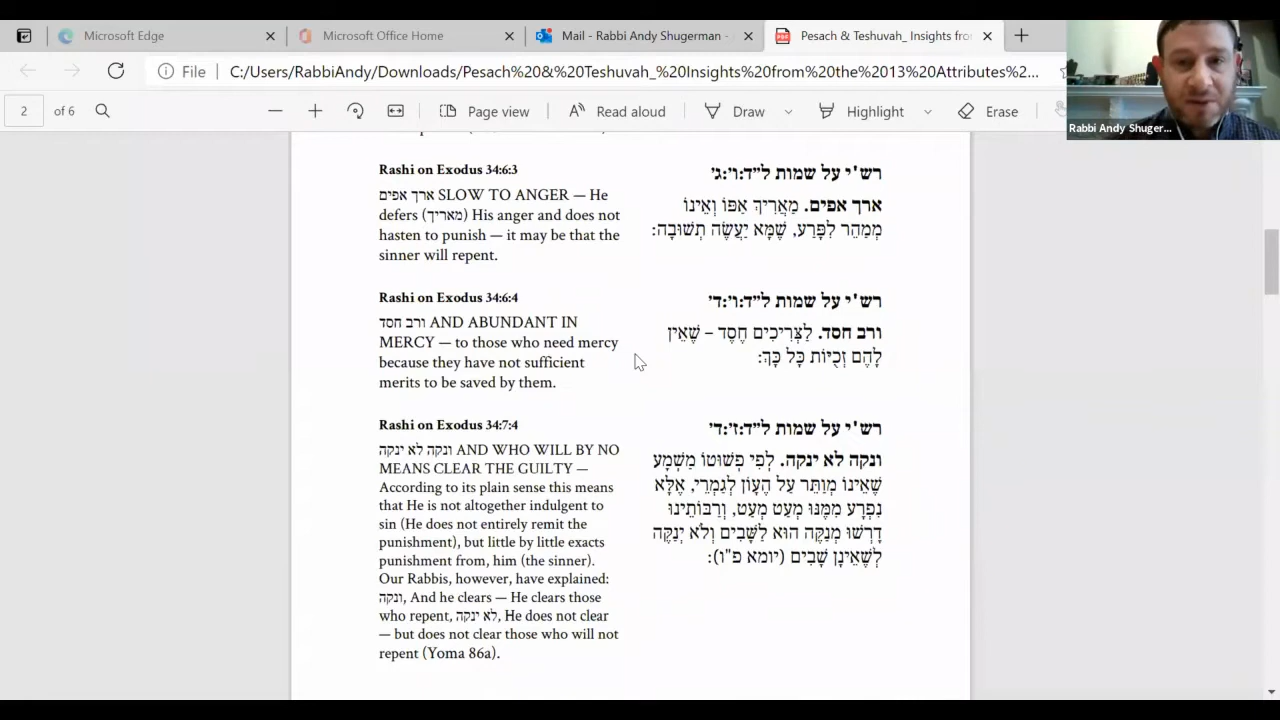 Microsoft Edge
Microsoft Office Home
Mail - Rabbi Andy Shugerman -
Pesach & Teshuvah_ Insights fro
File
C:/Users/RabbiAndy/Downloads/Pesach%20&%20Teshuvah_%20Insights%20from%20the%2013%20Attributes%2...
2 of 6
Page view
Read aloud
Draw
Highlight
Erase
Rabbi Andy Shuger...
Rashi on Exodus 34:6:3
ארך אפים SLOW TO ANGER — He
defers (מאריך) His anger and does not
hasten to punish — it may be that the
sinner will repent.
רש״י על שמות ל״ד:ו׳:ג׳
ארך אפים. מַאֲרִיךְ אַפּוֹ וְאֵינוֹ
מְמַהֵר לִפָּרַע, שֶׁמָּא יַעֲשֶׂה תְשׁוּבָה:
Rashi on Exodus 34:6:4
ורב חסד AND ABUNDANT IN
MERCY — to those who need mercy
because they have not sufficient
merits to be saved by them.
רש״י על שמות ל״ד:ו׳:ד׳
ורב חסד. לַצְּרִיכִים חֶסֶד – שֶׁאֵין
לָהֶם זְכֻיּוֹת כָּל כָּךְ:
Rashi on Exodus 34:7:4
ונקה לא ינקה AND WHO WILL BY NO
MEANS CLEAR THE GUILTY —
According to its plain sense this means
that He is not altogether indulgent to
sin (He does not entirely remit the
punishment), but little by little exacts
punishment from, him (the sinner).
Our Rabbis, however, have explained:
ונקה, And he clears — He clears those
who repent, לא ינקה, He does not clear
— but does not clear those who will not
repent (Yoma 86a).
רש״י על שמות ל״ד:ז׳:ד׳
ונקה לא ינקה. לְפִי פְשׁוּטוֹ מַשְׁמָע
שֶׁאֵינוֹ מְוַתֵּר עַל הֶעָוֹן לְגַמְרֵי, אֶלָּא
נִפְרָע מִמֶּנּוּ מְעַט מְעַט, וְרַבּוֹתֵינוּ
דָרְשׁוּ מְנַקֶּה הוּא לַשָּׁבִים וְלֹא יְנַקֶּה
לְשֶׁאֵינָן שָׁבִים (יומא פ"ו):